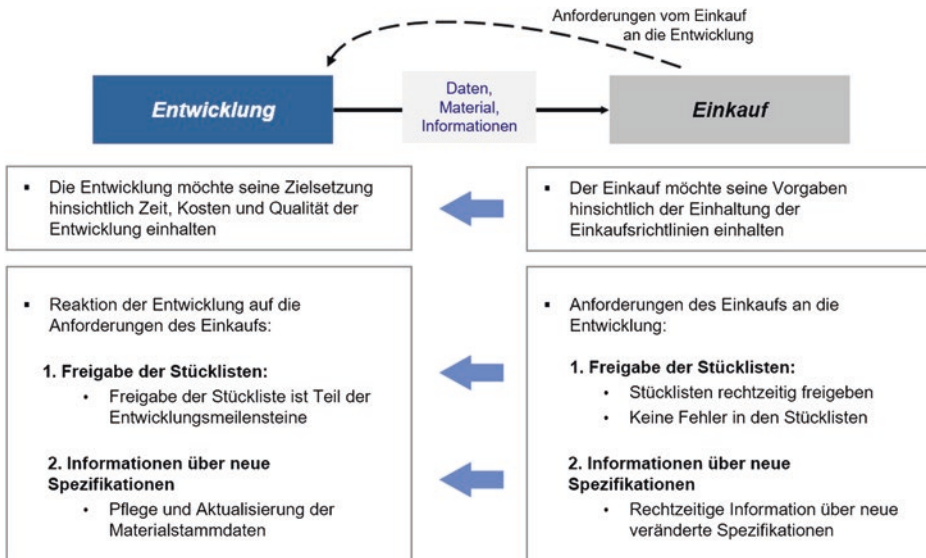 Anforderungen vom Einkauf
an die Entwicklung
Entwicklung
Daten,
Material,
Informationen
Einkauf
▪ Die Entwicklung möchte seine Zielsetzung
hinsichtlich Zeit, Kosten und Qualität der
Entwicklung einhalten
▪ Der Einkauf möchte seine Vorgaben
hinsichtlich der Einhaltung der
Einkaufsrichtlinien einhalten
▪ Reaktion der Entwicklung auf die
Anforderungen des Einkaufs:
1. Freigabe der Stücklisten:
• Freigabe der Stückliste ist Teil der
Entwicklungsmeilensteine
2. Informationen über neue
Spezifikationen
• Pflege und Aktualisierung der
Materialstammdaten
▪ Anforderungen des Einkaufs an die
Entwicklung:
1. Freigabe der Stücklisten:
• Stücklisten rechtzeitig freigeben
• Keine Fehler in den Stücklisten
2. Informationen über neue
Spezifikationen
• Rechtzeitige Information über neue
veränderte Spezifikationen